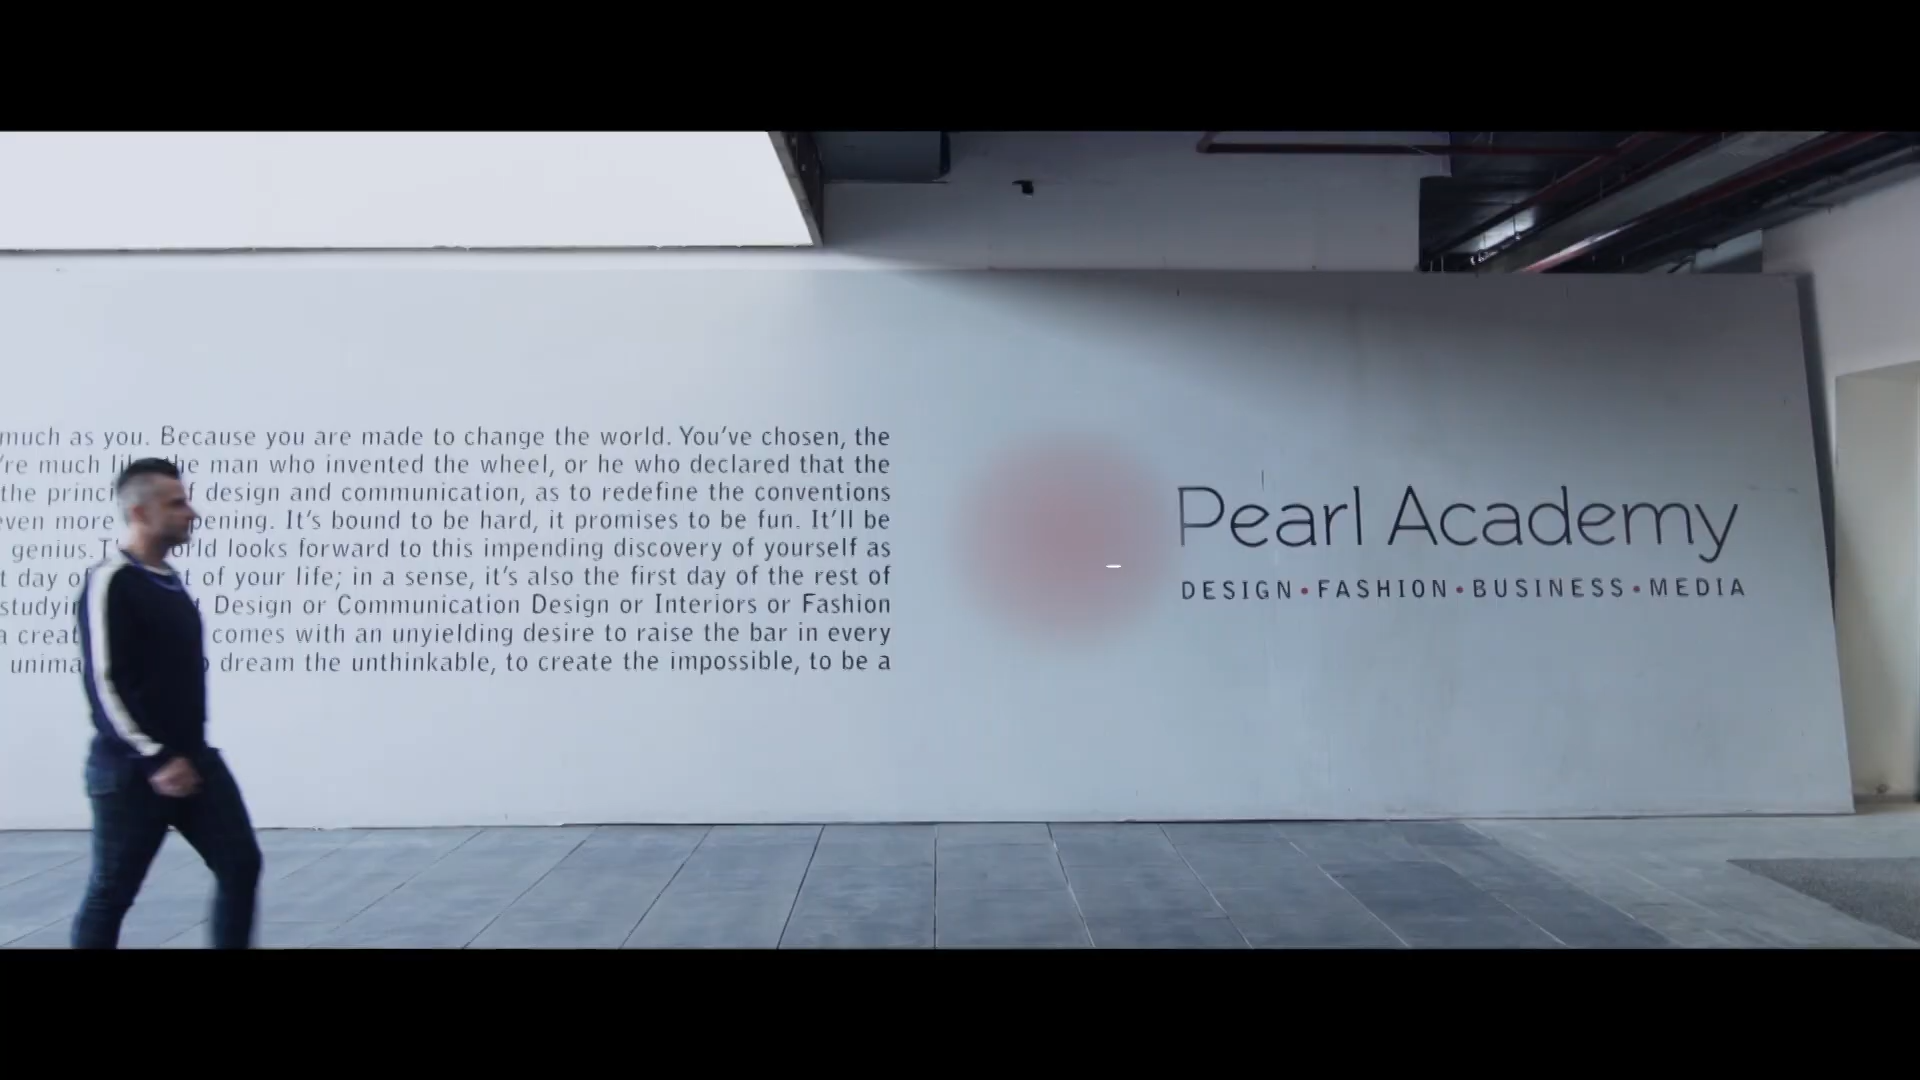 much as you. Because you are made to change the world. You've chosen, the
're much the man who invented the wheel, or he who declared that the
the of design and communication, as to redefine the conventions
even more It's bound to be hard, it promises to be fun. It'll be
genius. looks forward to this impending discovery of yourself as
day of of your life; in a sense, it's also the first day of the rest of
Design or Communication Design or Interiors or Fashion
a comes with an unyielding desire to raise the bar in every
dream the unthinkable, to create the impossible, to be a
Pearl Academy
DESIGN•FASHION•BUSINESS•MEDIA